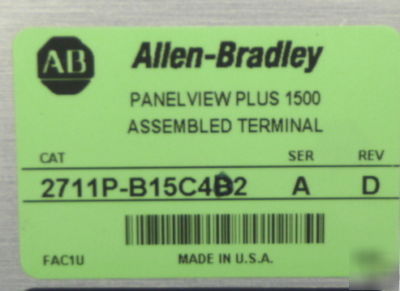 AB
Allen-Bradley
PANELVIEW PLUS 1500
ASSEMBLED TERMINAL
CAT SER REV
2711P-B15C4B2 A D
FAC1U MADE IN U.S.A.